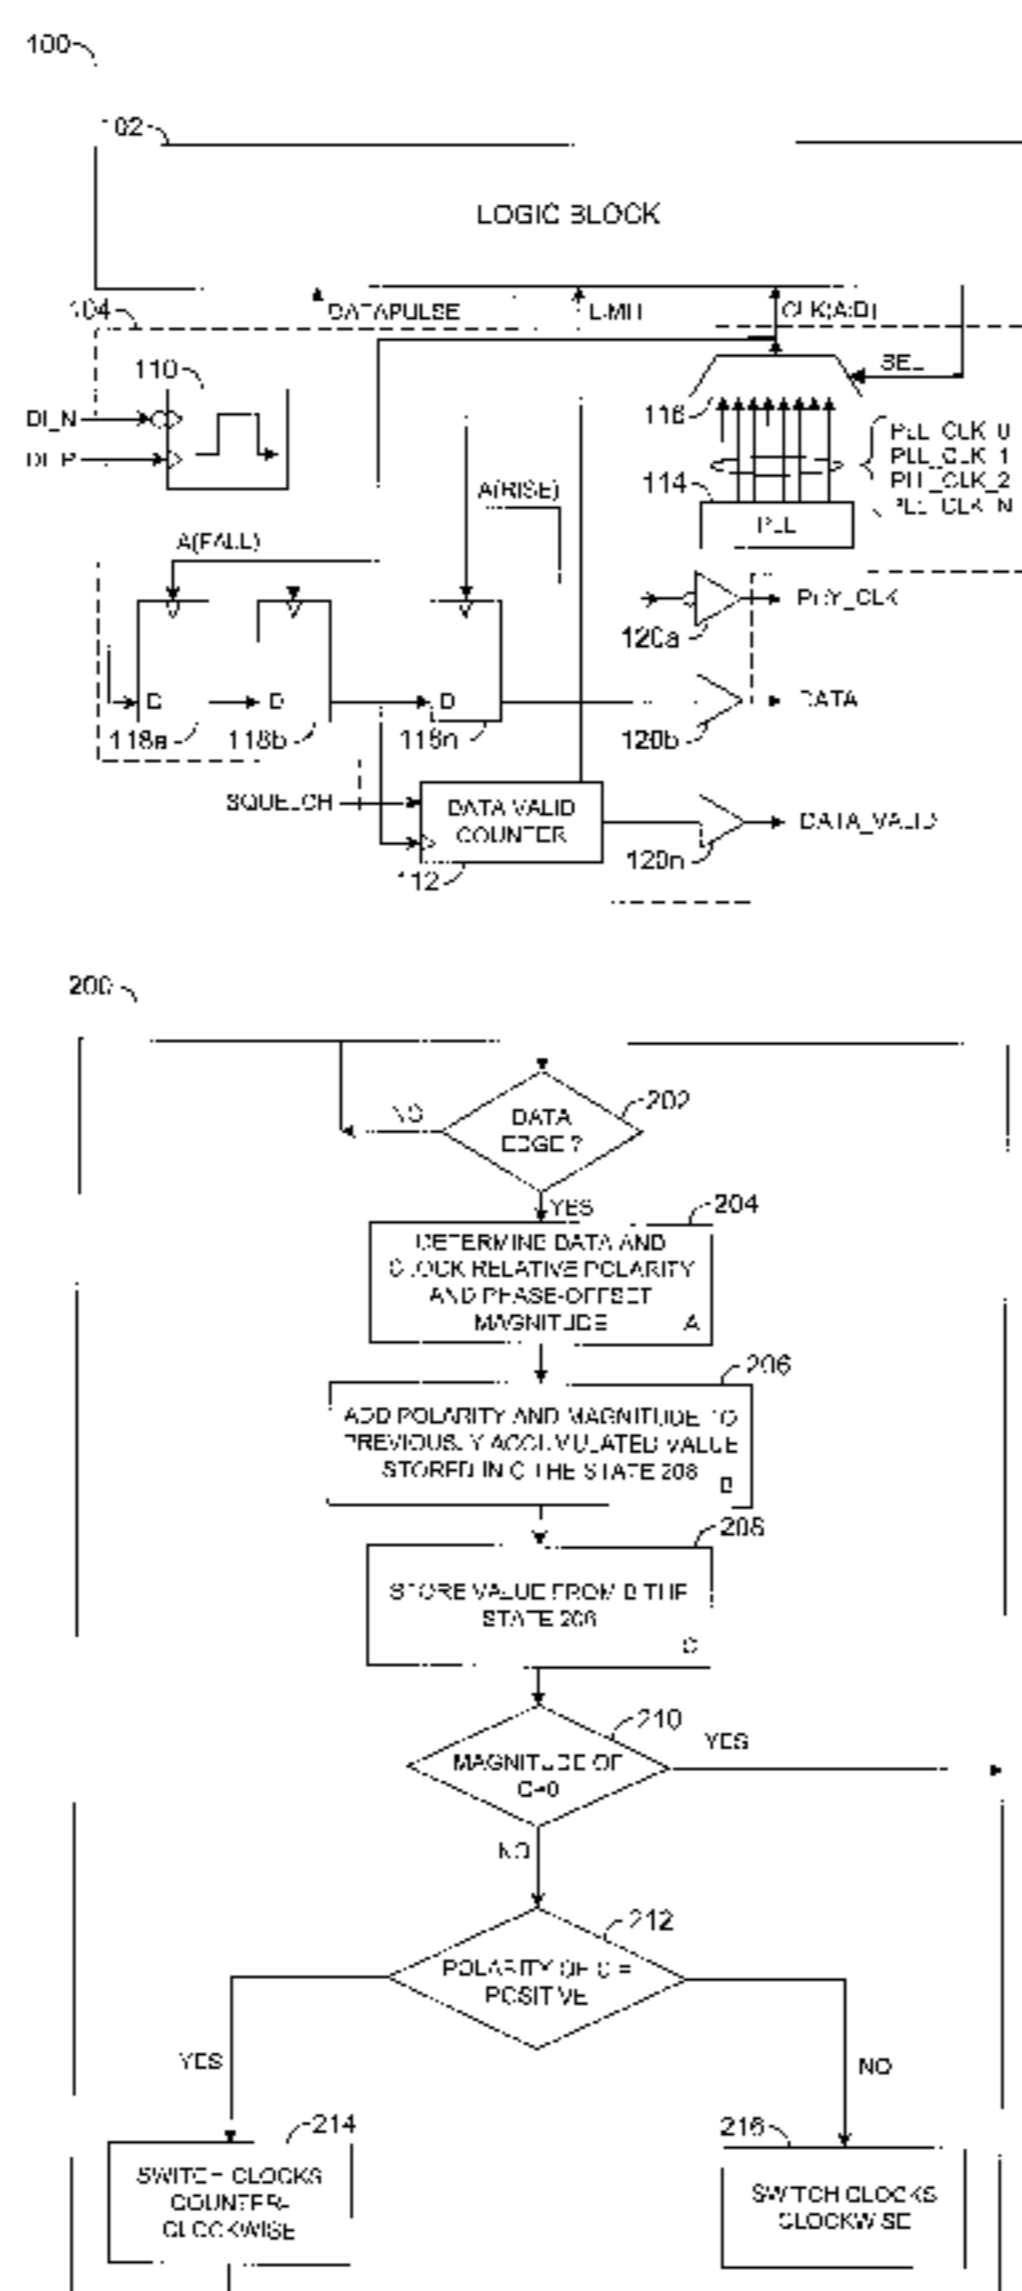 100
102
LOGIC BLOCK
104
DATAPULSE
LIMIT
CLK(A:D)
110
SEL
DI_N
116
PLL_CLK_0
DI_P
PLL_CLK_1
A(RISE)
114
PLL_CLK_2
PLL_CLK_N
PLL
A(FALL)
PHY_CLK
120a
D
D
D
DATA
118a
118b
118n
120b
SQUELCH
DATA VALID
COUNTER
DATA_VALID
112
120n
200
202
NO
DATA
EDGE ?
YES
204
DETERMINE DATA AND
CLOCK RELATIVE POLARITY
AND PHASE-OFFSET
MAGNITUDE
A
206
ADD POLARITY AND MAGNITUDE TO
PREVIOUSLY ACCUMULATED VALUE
STORED IN C THE STATE 208
B
208
STORE VALUE FROM B THE
STATE 206
C
210
YES
MAGNITUDE OF
C=0
NO
212
POLARITY OF C =
POSITIVE
YES
NO
214
216
SWITCH CLOCKS
COUNTER-
CLOCKWISE
SWITCH CLOCKS
CLOCKWISE